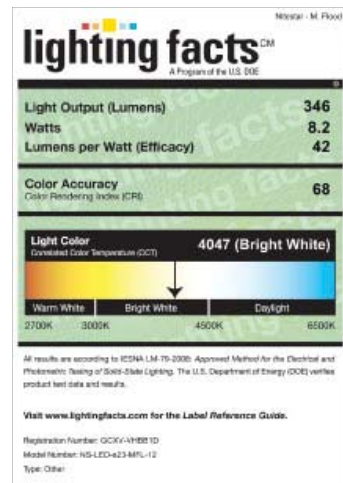 Nitestar - M. Flood
lighting facts CM
A Program of the U.S. DOE
Light Output (Lumens) 346
Watts 8.2
Lumens per Watt (Efficacy) 42
Color Accuracy 68
Color Rendering Index (CRI)
Light Color
Correlated Color Temperature (CCT)
4047 (Bright White)
Warm White Bright White Daylight
2700K 3000K 4500K 6500K
All results are according to IESNA LM-79-2008: Approved Method for the Electrical and
Photometric Testing of Solid-State Lighting. The U.S. Department of Energy (DOE) verifies
product test data and results.
Visit www.lightingfacts.com for the Label Reference Guide.
Registration Number:
Model Number:
Type: Other